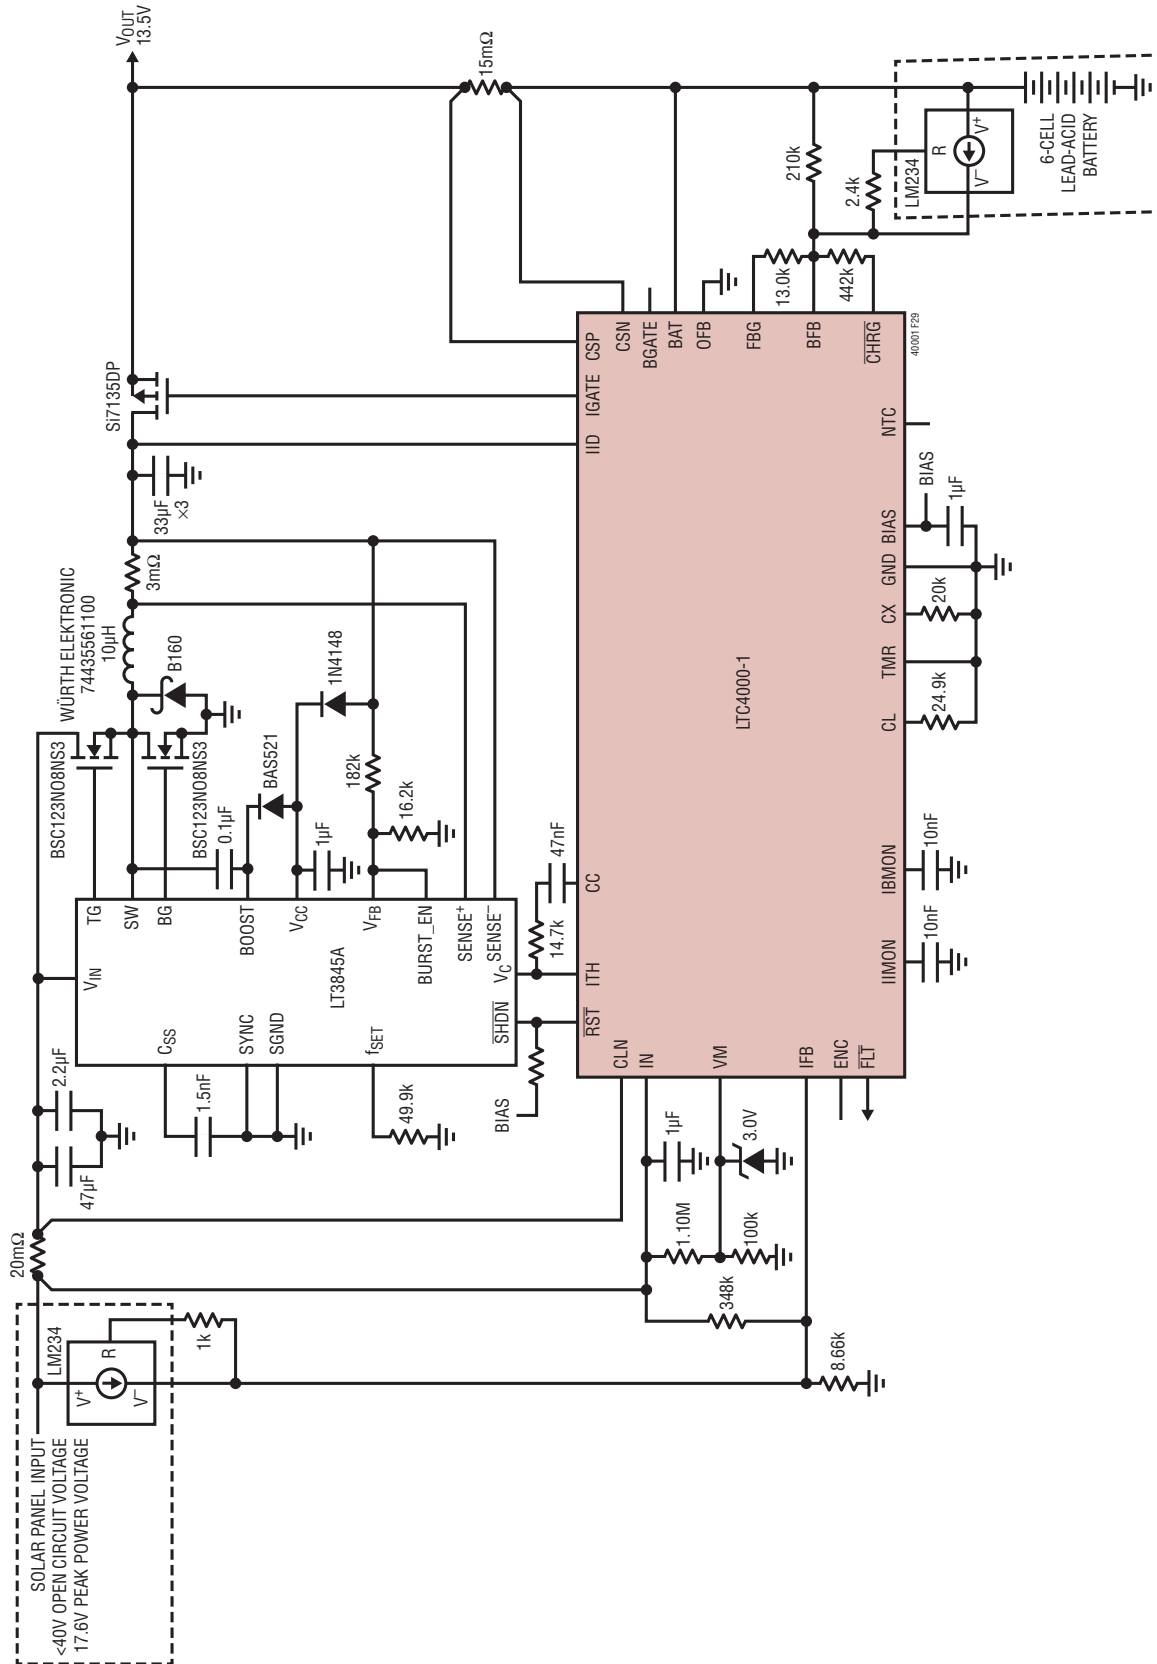 SOLAR PANEL INPUT
<40V OPEN CIRCUIT VOLTAGE
17.6V PEAK POWER VOLTAGE
LM234
V+
R
V–
1k
20mΩ
47µF
2.2µF
VIN
LT3845A
CSS
SYNC
SGND
fSET
SHDN
TG
SW
BG
BOOST
VCC
VFB
BURST_EN
SENSE+
SENSE–
VC
1.5nF
49.9k
BIAS
BSC123NO8NS3
BSC123NO8NS3
WÜRTH ELEKTRONIC
74435561100
10µH
B160
0.1µF
BAS521
1µF
1N4148
182k
16.2k
3mΩ
33µF
×3
Si7135DP
VOUT
13.5V
15mΩ
14.7k
47nF
RST
ITH
CC
IID
IGATE
CSP
CLN
IN
VM
IFB
ENC
FLT
LTC4000-1
CSN
BGATE
BAT
OFB
FBG
BFB
CHRG
IIMON
IBMON
CL
TMR
CX
GND
BIAS
NTC
1µF
1.10M
100k
3.0V
348k
8.66k
10nF
10nF
24.9k
20k
1µF
BIAS
13.0k
442k
210k
2.4k
LM234
R
V+
V–
6-CELL
LEAD-ACID
BATTERY
40001 F29